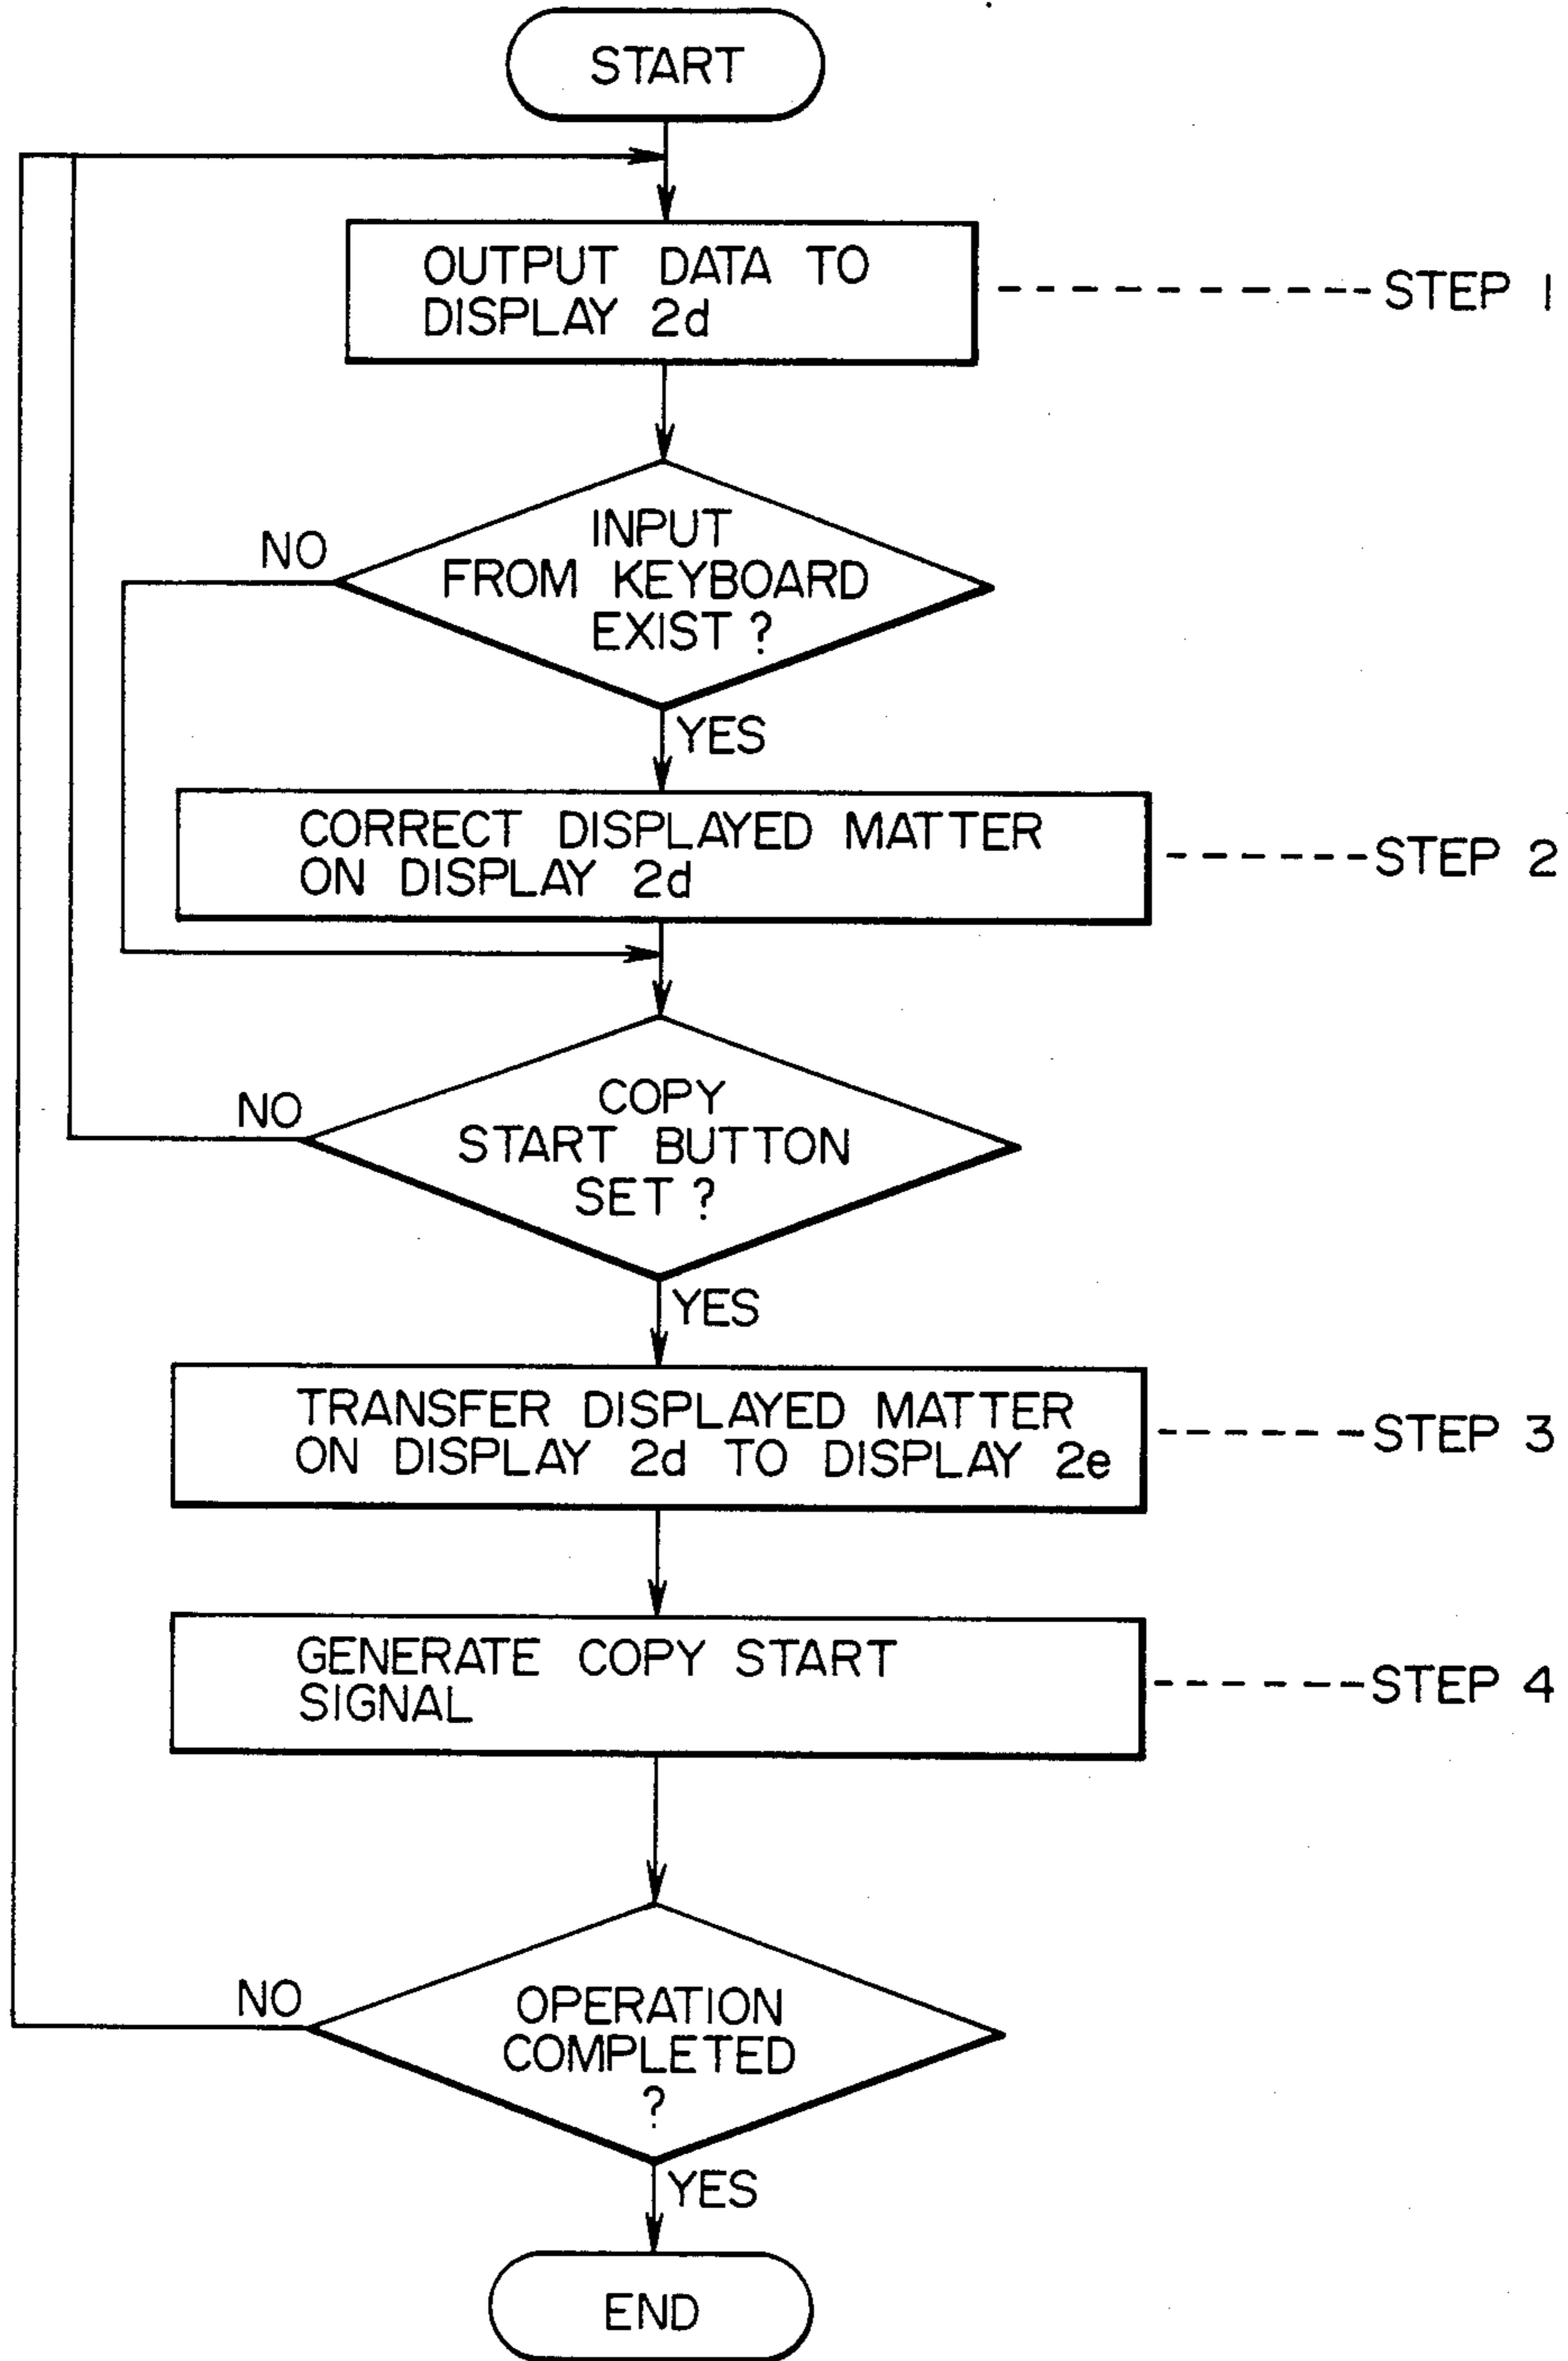 START
OUTPUT DATA TO
DISPLAY 2d
STEP 1
INPUT
FROM KEYBOARD
EXIST ?
NO
YES
CORRECT DISPLAYED MATTER
ON DISPLAY 2d
STEP 2
COPY
START BUTTON
SET ?
NO
YES
TRANSFER DISPLAYED MATTER
ON DISPLAY 2d TO DISPLAY 2e
STEP 3
GENERATE COPY START
SIGNAL
STEP 4
OPERATION
COMPLETED
?
NO
YES
END